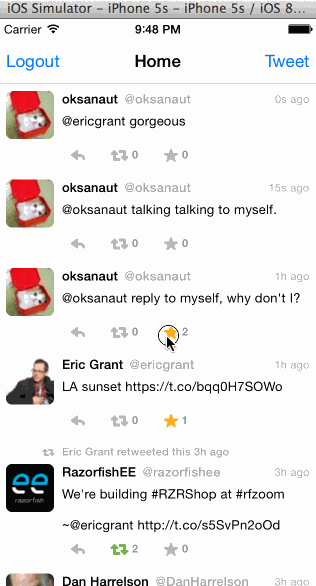 iOS Simulator – iPhone 5s – iPhone 5s / iOS 8...
Carrier 9:48 PM
Logout Home Tweet
oksanaut @oksanaut 0s ago
@ericgrant gorgeous
0 0
oksanaut @oksanaut 15s ago
@oksanaut talking talking to myself.
0 0
oksanaut @oksanaut 1h ago
@oksanaut reply to myself, why don't I?
0 2
Eric Grant @ericgrant 1h ago
LA sunset https://t.co/bqq0H7SOWo
0 1
Eric Grant retweeted this 3h ago
RazorfishEE @razorfishee 3h ago
We're building #RZRShop at #rfzoom
~@ericgrant http://t.co/s5SvPn2oOd
razorfish
2 0
Dan Harrelson @DanHarrelson 3h ago